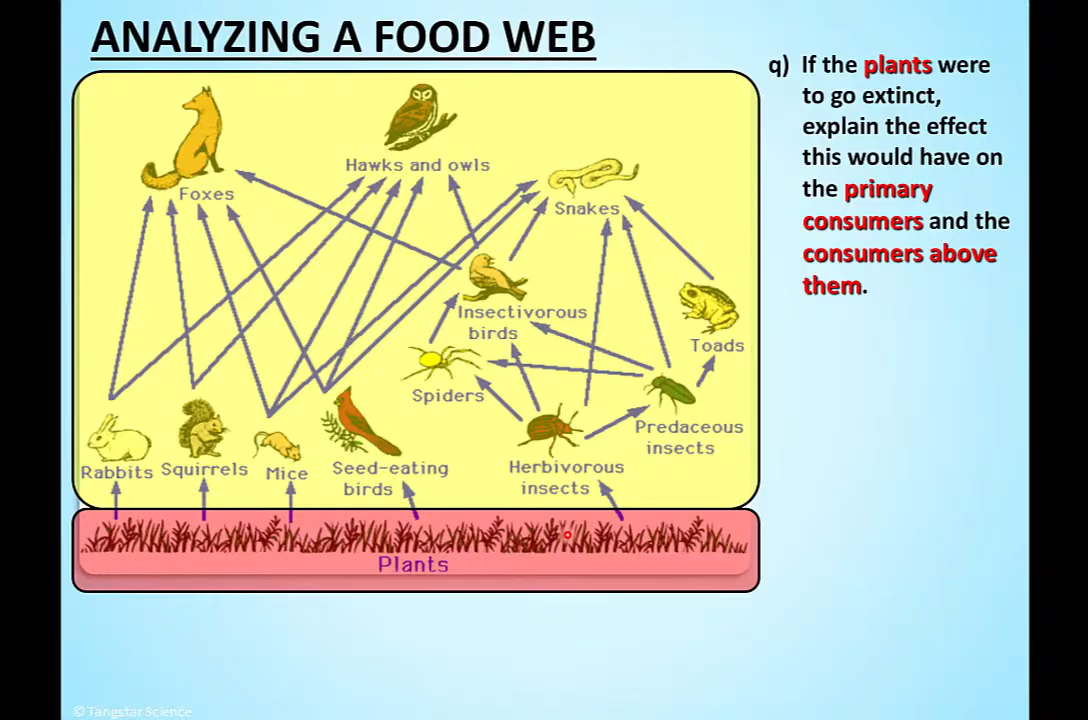 ANALYZING A FOOD WEB
q) If the plants were
to go extinct,
explain the effect
this would have on
the primary
consumers and the
consumers above
them.
Foxes
Hawks and owls
Snakes
Insectivorous
birds
Toads
Spiders
Predaceous
insects
Rabbits
Squirrels
Mice
Seed-eating
birds
Herbivorous
insects
Plants
© Tangstar Science